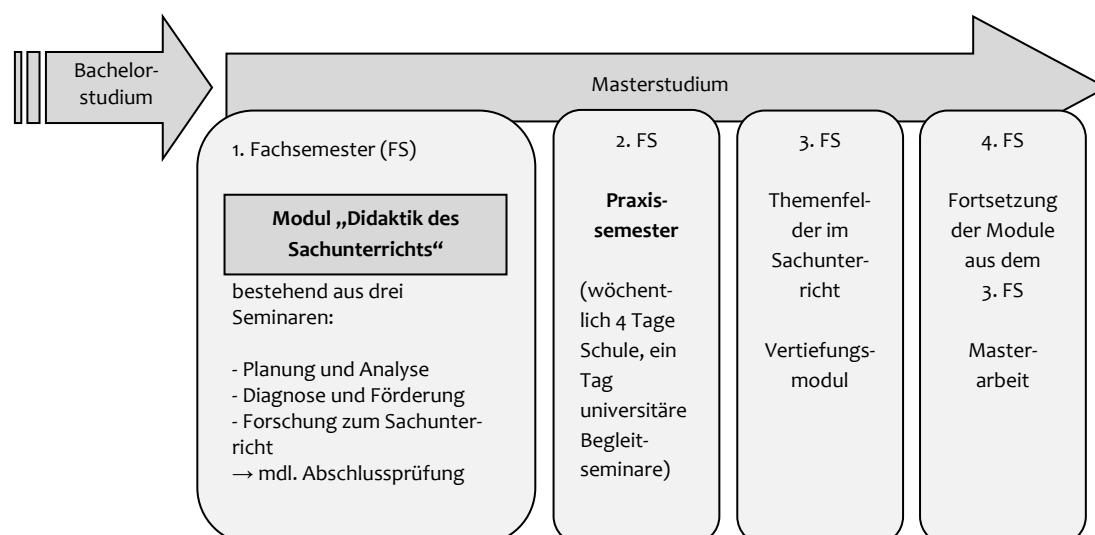 Bachelor-
studium
Masterstudium
1. Fachsemester (FS)
Modul „Didaktik des
Sachunterrichts“
bestehend aus drei
Seminaren:
- Planung und Analyse
- Diagnose und Förderung
- Forschung zum Sachunter-
richt
→ mdl. Abschlussprüfung
2. FS
Praxis-
semester
(wöchent-
lich 4 Tage
Schule, ein
Tag
universitäre
Begleit-
seminare)
3. FS
Themenfel-
der im
Sachunter-
richt
Vertiefungs-
modul
4. FS
Fortsetzung
der Module
aus dem
3. FS
Master-
arbeit